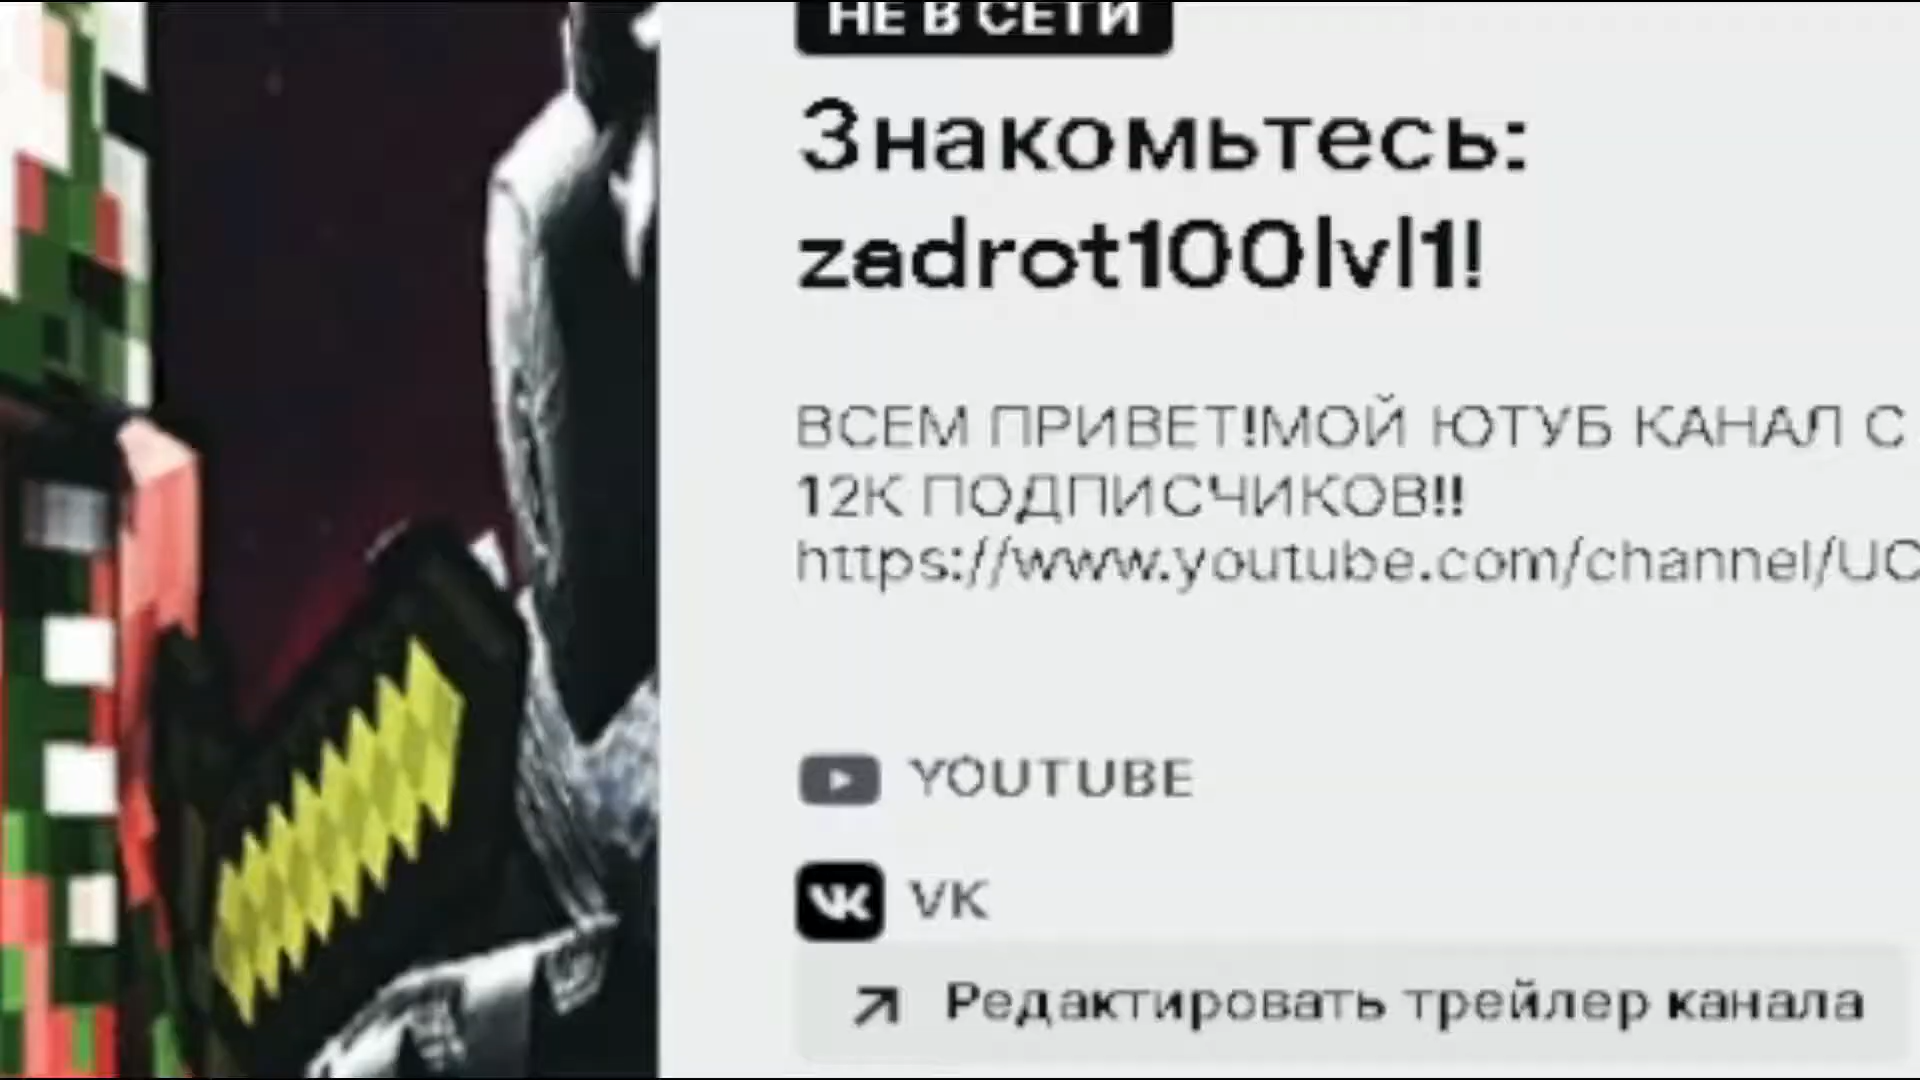 НЕ В СЕТИ
Знакомьтесь:
zadrot100lvl1!
ВСЕМ ПРИВЕТ!МОЙ ЮТУБ КАНАЛ С
12К ПОДПИСЧИКОВ!!
https://www.youtube.com/channel/UC
YOUTUBE
VK
Редактировать трейлер канала